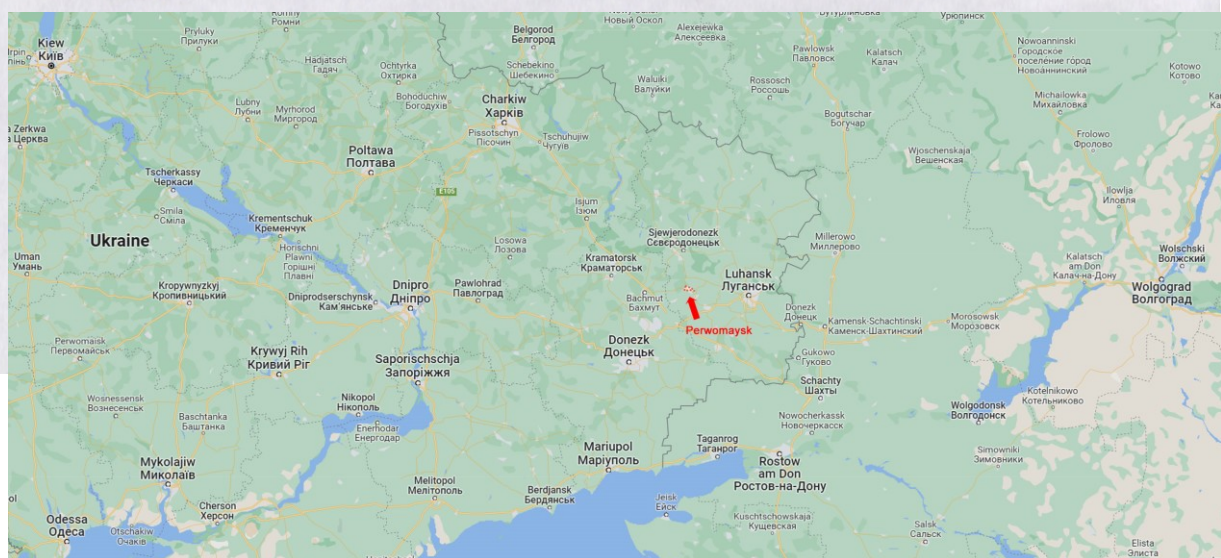 Ромни
Новый Оскол
Kiew
Київ
Pryluky
Прилуки
Belgorod
Белгород
Alexejewka
Алексеевка
Pawlowsk
Павловск
Kalatsch
Калач
Nowoanninski
Городское
поселение город
Новоаннинский
Kotowo
Котово
Hadjatsch
Гадяч
Ochtyrka
Охтирка
Schebekino
Шебекино
Waluiki
Валуйки
Rossosch
Россошь
Lubny
Лубни
Myrhorod
Миргород
Bohoduchiw
Богодухів
Charkiw
Харків
Michailowka
Михайловка
Bogutschar
Богучар
Frolowo
Фролово
Pissotschyn
Пісочин
Tschuhujiw
Чугуїв
Poltawa
Полтава
Wjoschenskaja
Вешенская
Tscherkassy
Черкаси
E105
Isjum
Ізюм
Ilowlja
Иловля
Smila
Сміла
Krementschuk
Кременчук
Losowa
Лозова
Sjewjerodonezk
Сєвєродонецьк
Millerowo
Миллерово
Ukraine
Horischni
Plawni
Горішні
Плавні
Kramatorsk
Краматорськ
Wolschski
Волжский
Uman
Умань
Kalatsch
am Don
Калач-на-Дону
Kropywnyzkyj
Кропивницький
Dniprodserschynsk
Кам'янське
Dnipro
Дніпро
Pawlohrad
Павлоград
Bachmut
Бахмут
Luhansk
Луганськ
Wolgograd
Волгоград
Perwomaysk
Donezk
Донецк
Kamensk-Schachtinski
Каменск-Шахтинский
Morosowsk
Морозовск
Perwomaisk
Первомайськ
Krywyj Rih
Кривий Ріг
Saporischschja
Запоріжжя
Donezk
Донецьк
Gukowo
Гуково
Schachty
Шахты
Kotelnikowo
Котельниково
Wosnessensk
Вознесенськ
Nikopol
Нікополь
Baschtanka
Баштанка
Enerhodar
Енергодар
Nowocherkassk
Новочеркасск
Wolgodonsk
Волгодонск
Mariupol
Маріуполь
Taganrog
Таганрог
Simowniki
Зимовники
Mykolajiw
Миколаїв
Melitopol
Мелітополь
Berdjansk
Бердянськ
Rostow
am Don
Ростов-на-Дону
Cherson
Херсон
Jeisk
Ейск
Odessa
Одеса
Otschakiw
Очаків
Kuschtschowskaja
Кущевская
Salsk
Сальск
Elista
Элиста